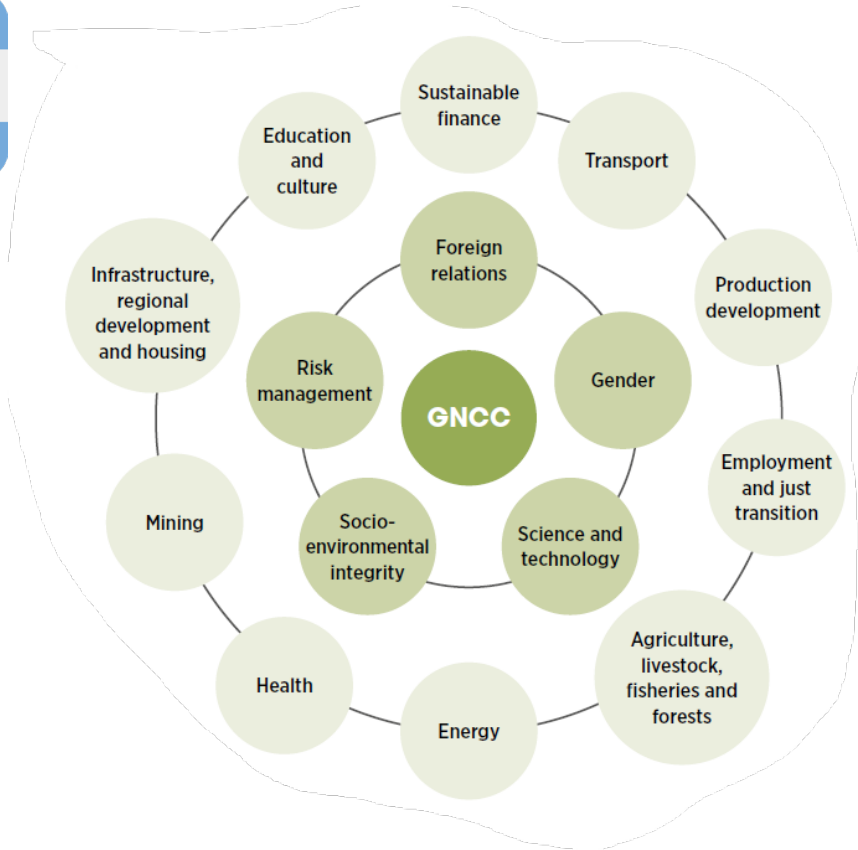 Sustainable
finance
Education
and
culture
Transport
Foreign
relations
Infrastructure,
regional
development
and housing
Production
development
Risk
management
Gender
GNCC
Employment
and just
transition
Mining
Socio-
environmental
integrity
Science and
technology
Agriculture,
livestock,
fisheries and
forests
Health
Energy